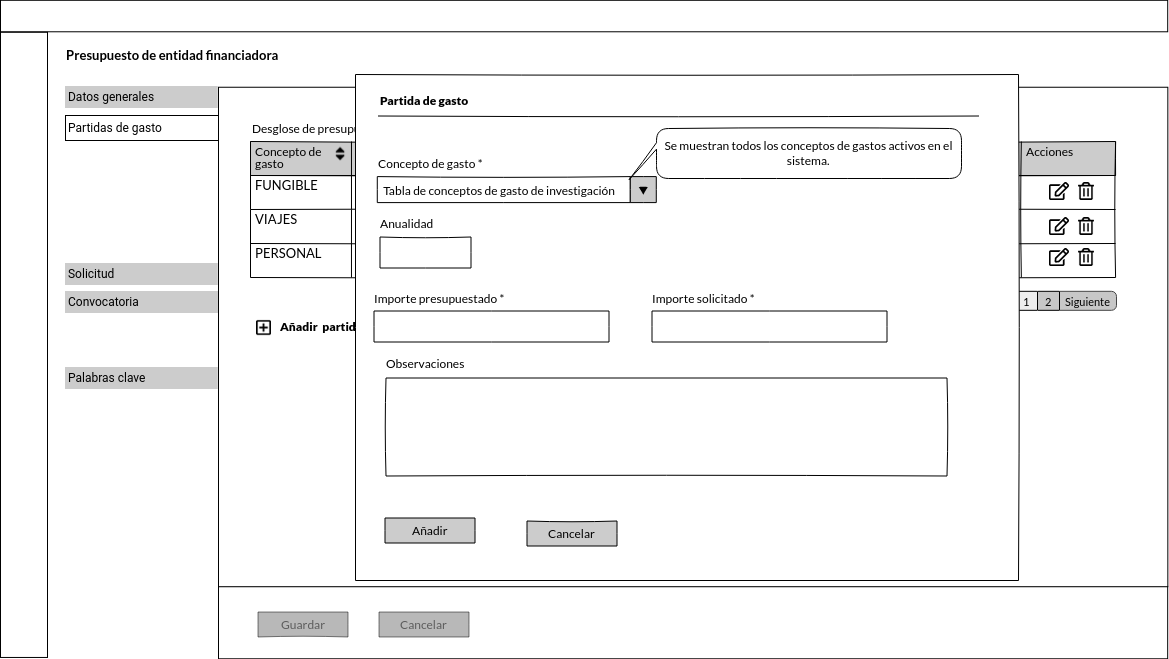 Presupuesto de entidad financiadora
Datos generales
Partidas de gasto
Solicitud
Convocatoria
Palabras clave
Desglose de presup
Concepto de
gasto
Acciones
FUNGIBLE
VIAJES
PERSONAL
1 2 Siguiente
Añadir partid
Partida de gasto
Se muestran todos los conceptos de gastos activos en el
sistema.
Concepto de gasto *
Tabla de conceptos de gasto de investigación
Anualidad
Importe presupuestado *
Importe solicitado *
Observaciones
Añadir
Cancelar
Guardar
Cancelar